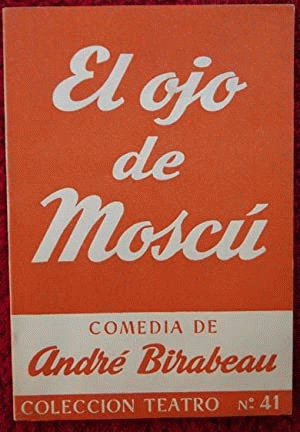 El ojo
de
Moscú
COMEDIA DE
André Birabeau
COLECCION TEATRO Nº 41